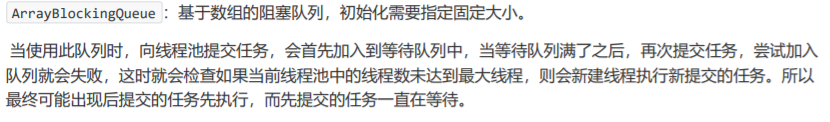 ArrayBlockingQueue：基于数组的阻塞队列，初始化需要指定固定大小。
当使用此队列时，向线程池提交任务，会首先加入到等待队列中，当等待队列满了之后，再次提交任务，尝试加入
队列就会失败，这时就会检查如果当前线程池中的线程数未达到最大线程，则会新建线程执行新提交的任务。所以
最终可能出现后提交的任务先执行，而先提交的任务一直在等待。